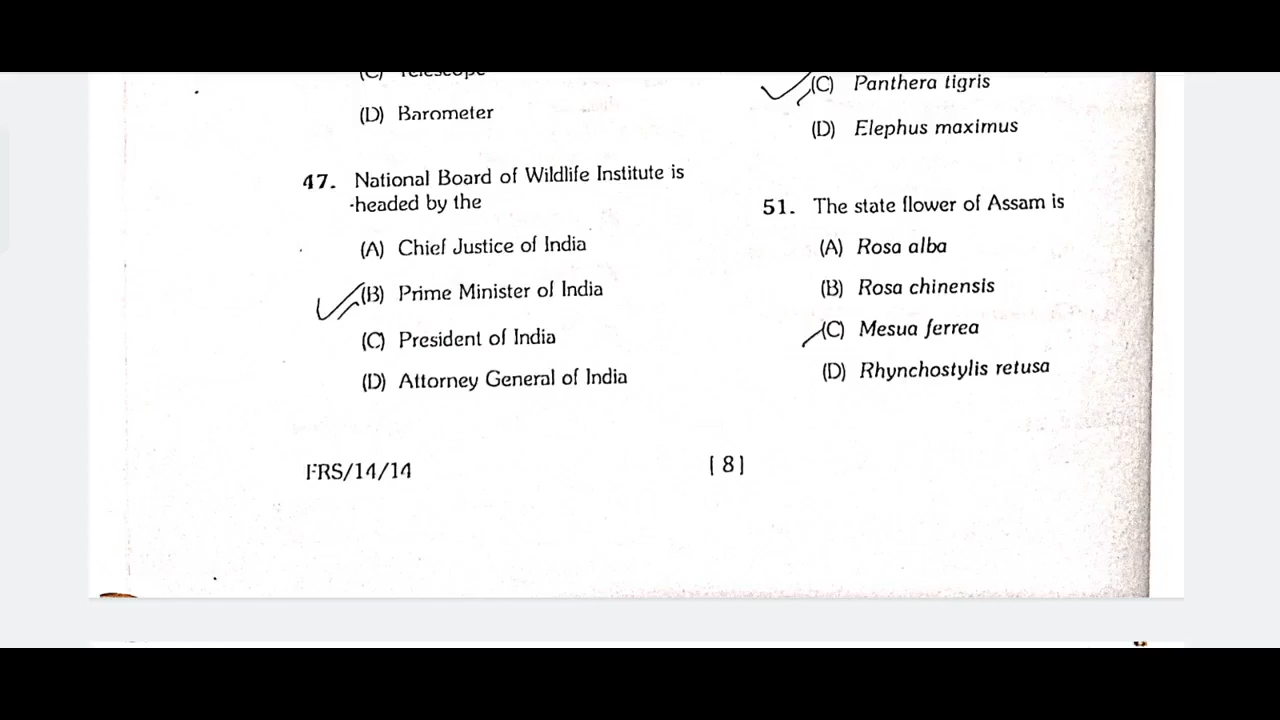 (C) Telescope
(D) Barometer
47. National Board of Wildlife Institute is
headed by the
(A) Chief Justice of India
(B) Prime Minister of India
(C) President of India
(D) Attorney General of India
(C) Panthera tigris
(D) Elephus maximus
51. The state flower of Assam is
(A) Rosa alba
(B) Rosa chinensis
(C) Mesua ferrea
(D) Rhynchostylis retusa
FRS/14/14
[ 8 ]